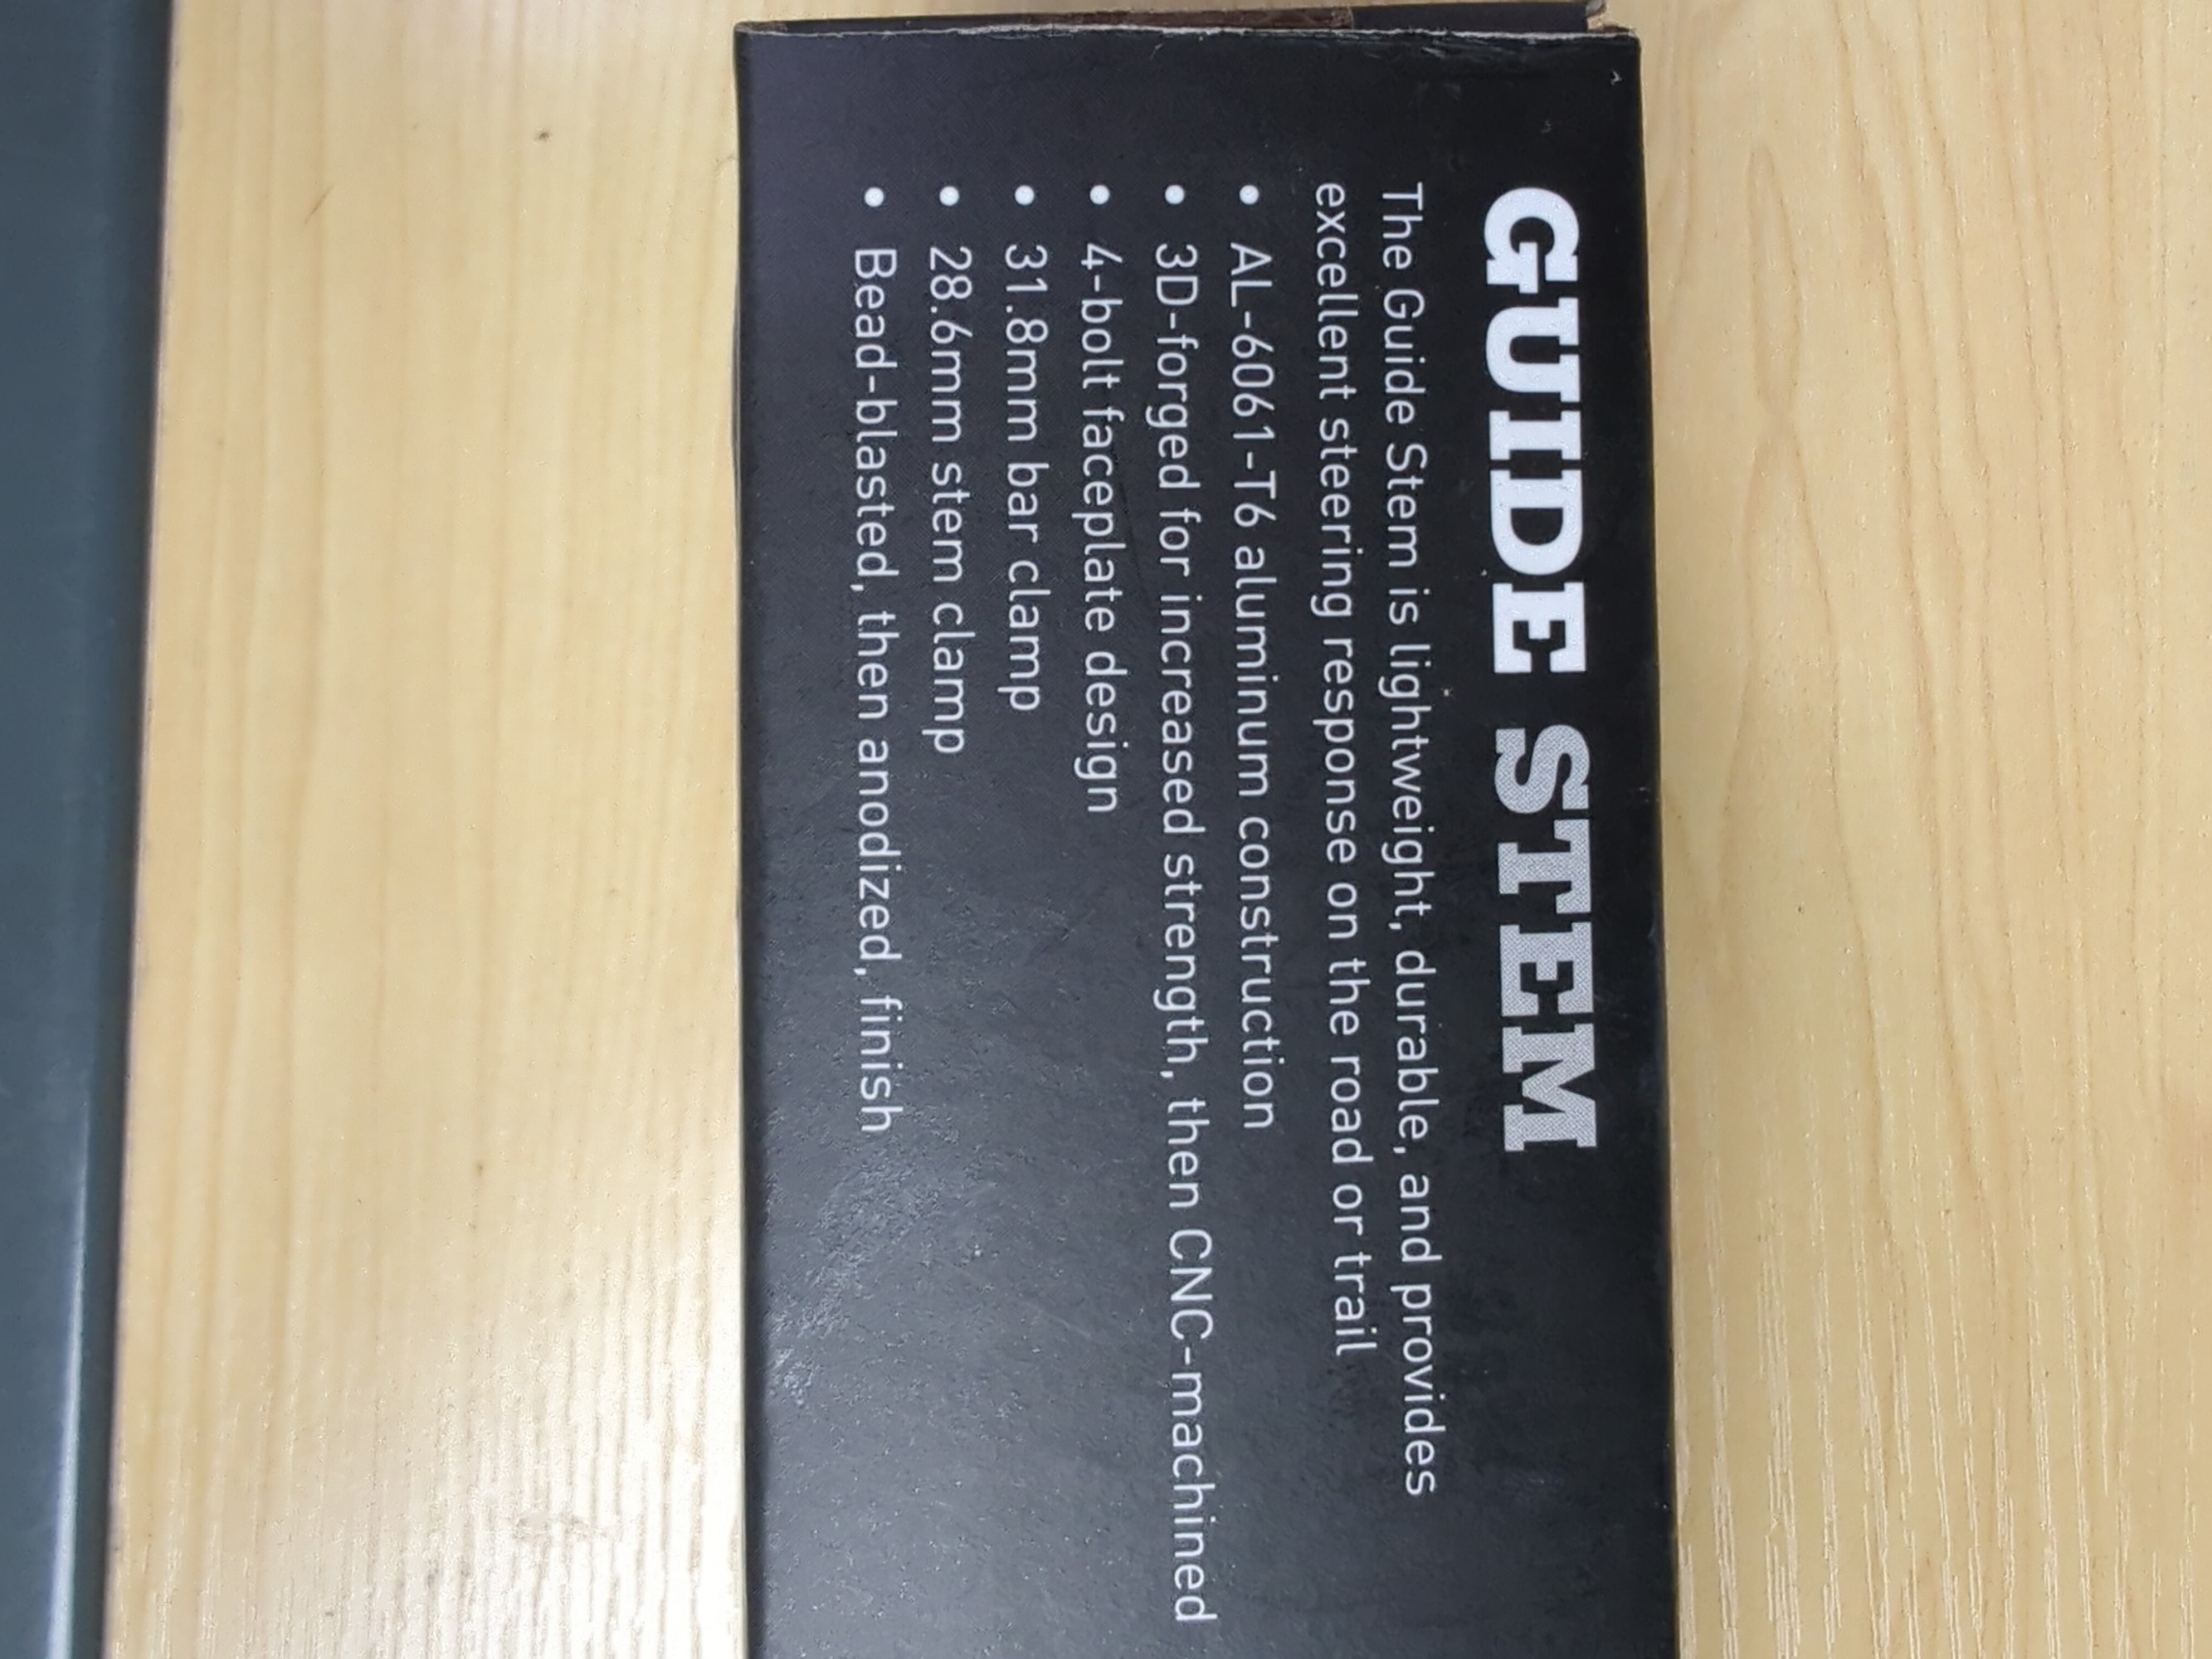 GUIDE STEM
The Guide Stem is lightweight, durable, and provides
excellent steering response on the road or trail
• AL-6061-T6 aluminum construction
• 3D-forged for increased strength, then CNC-machined
• 4-bolt faceplate design
• 31.8mm bar clamp
• 28.6mm stem clamp
• Bead-blasted, then anodized, finish